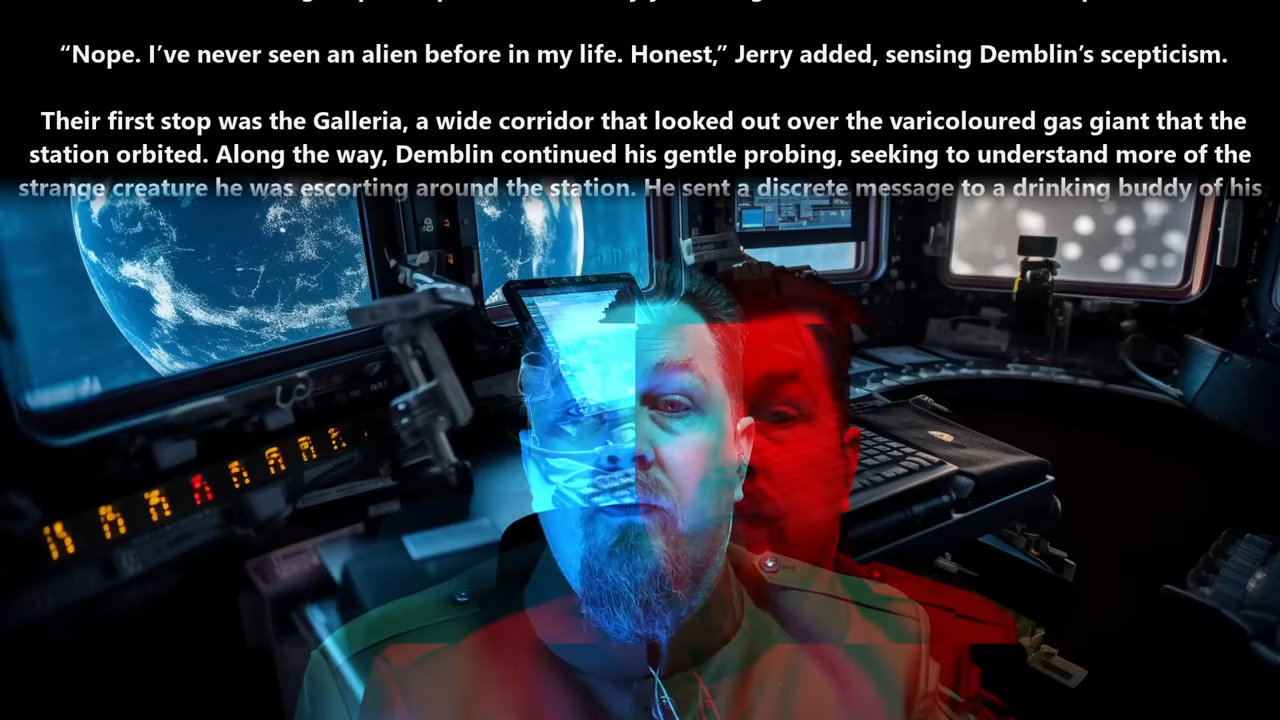 “Nope. I’ve never seen an alien before in my life. Honest,” Jerry added, sensing Demblin’s scepticism.
Their first stop was the Galleria, a wide corridor that looked out over the varicoloured gas giant that the
station orbited. Along the way, Demblin continued his gentle probing, seeking to understand more of the
strange creature he was escorting around the station. He sent a discrete message to a drinking buddy of his